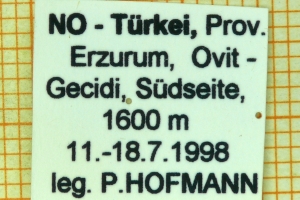 NO - Türkei, Prov.
Erzurum, Ovit -
Gecidi, Südseite,
1600 m
11.-18.7.1998
leg. P.HOFMANN